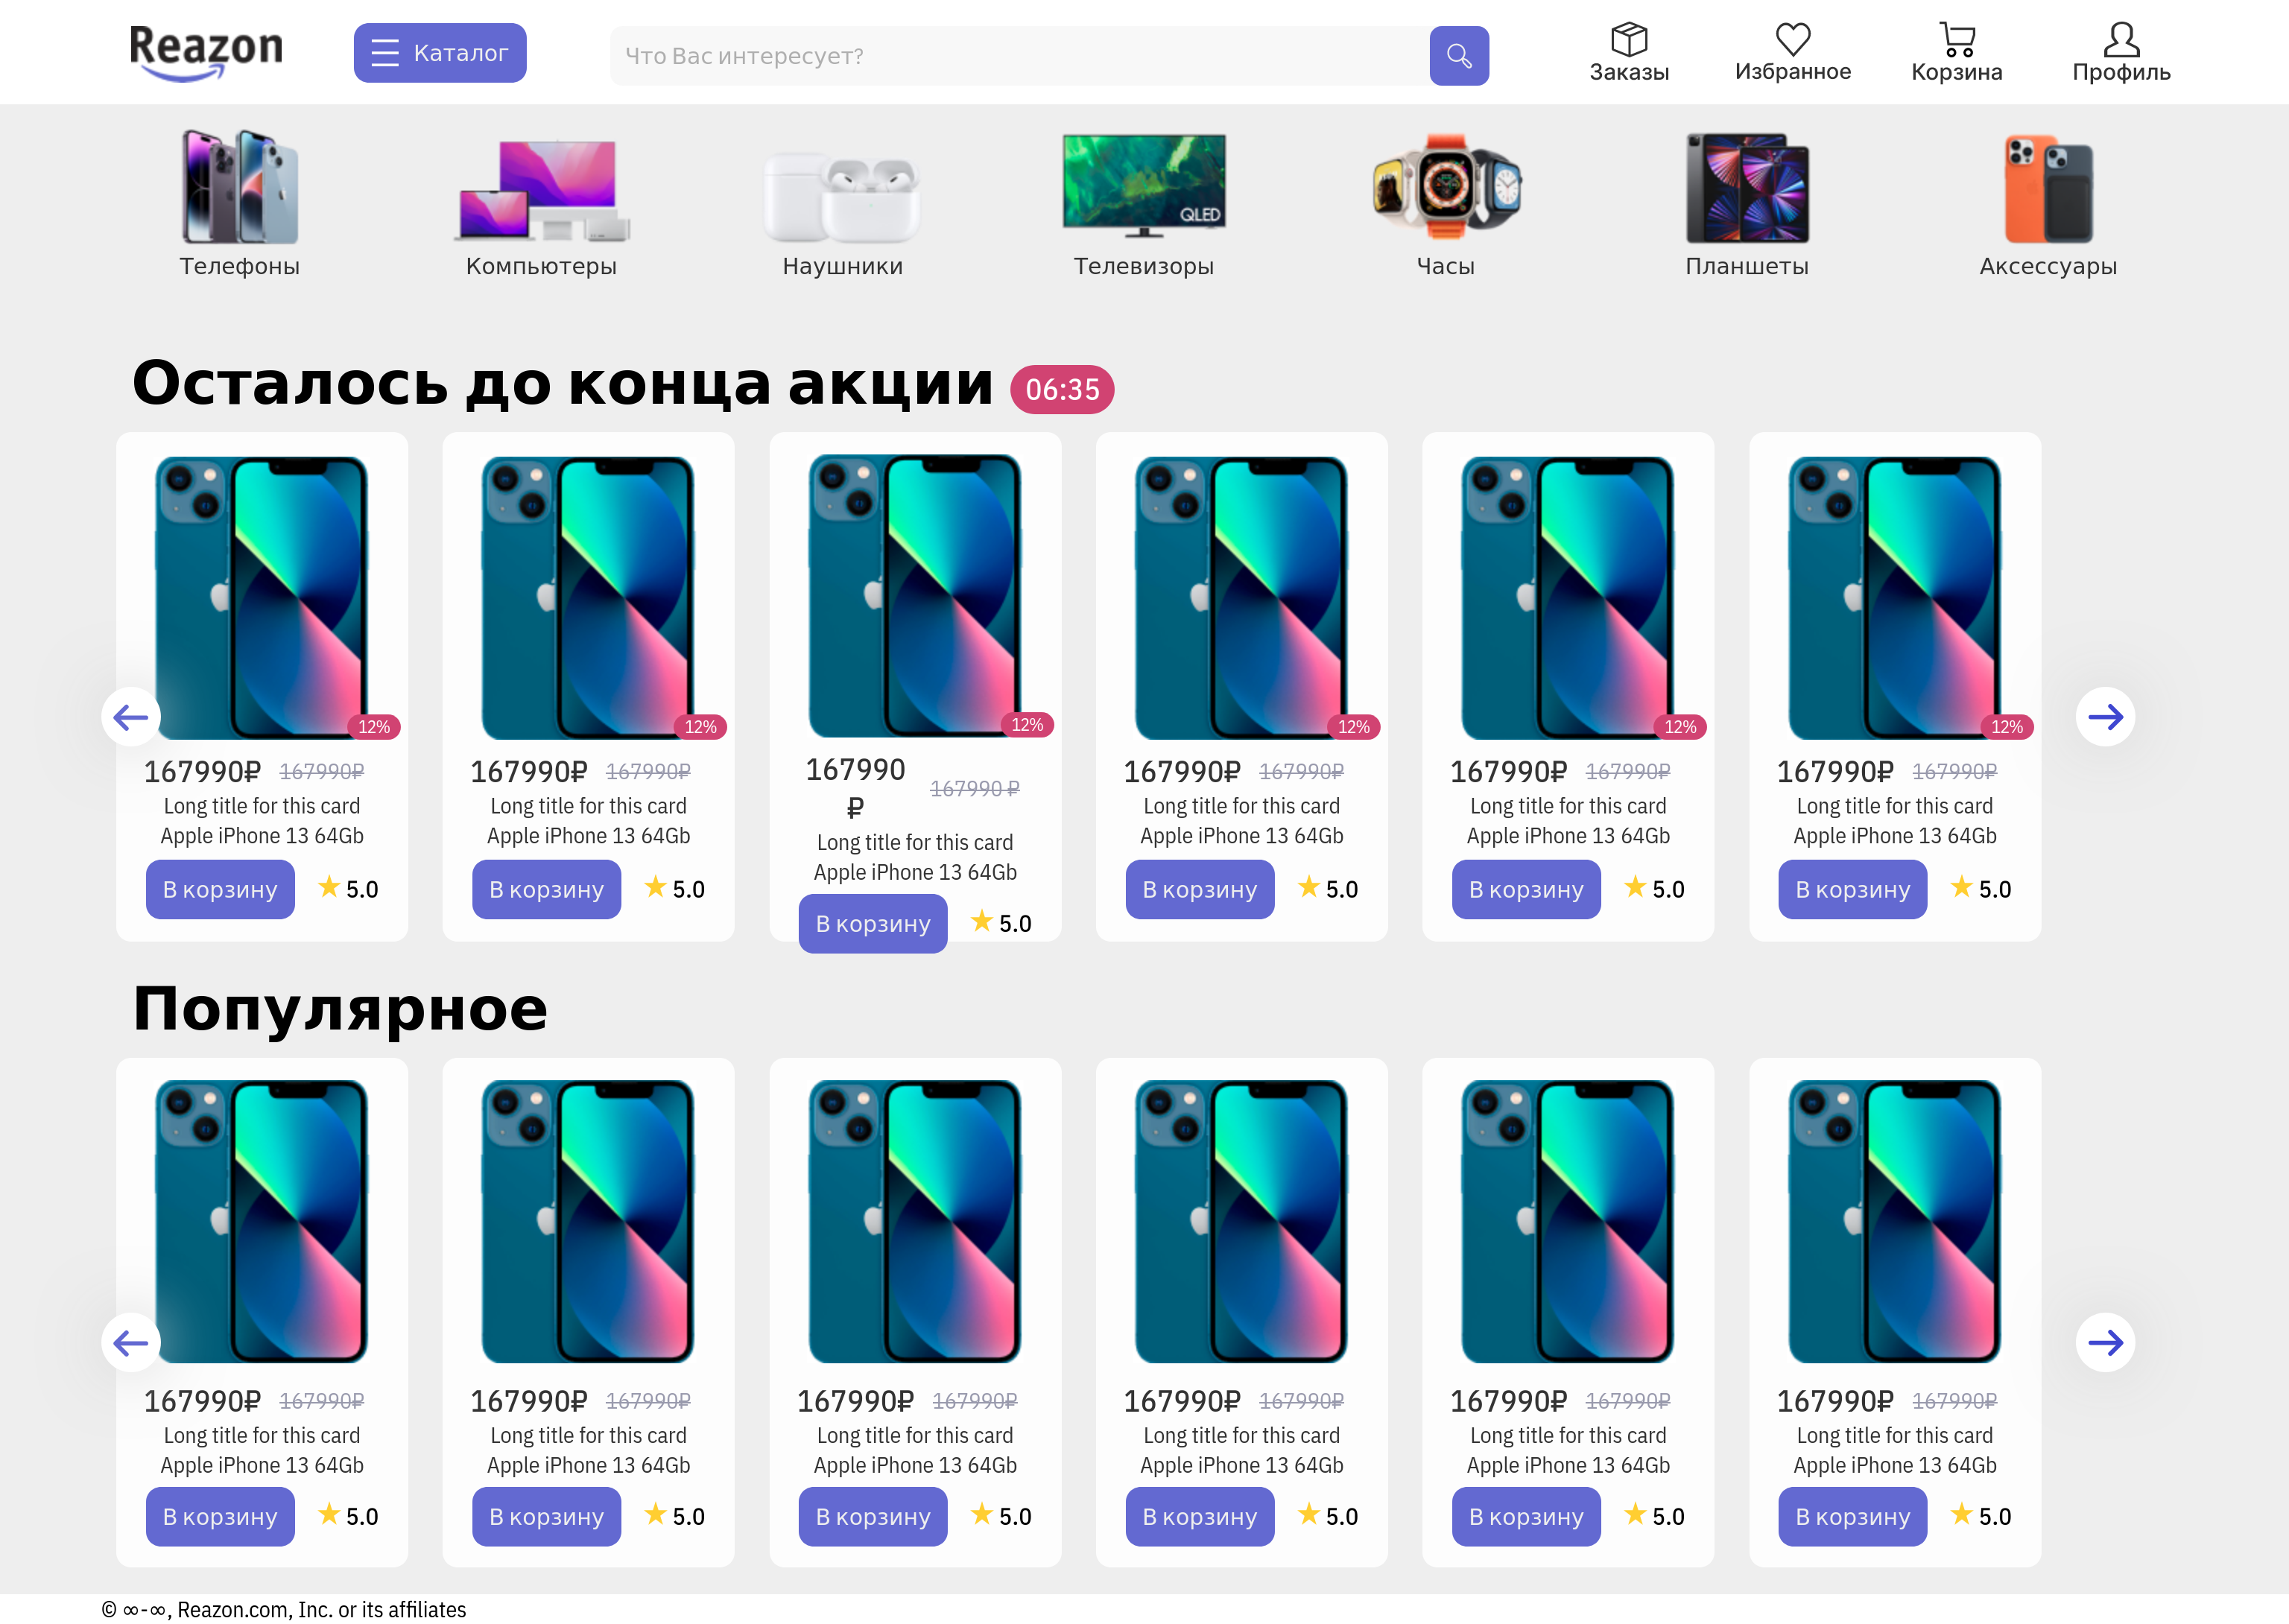 Reazon
Каталог
Что Вас интересует?
Заказы
Избранное
Корзина
Профиль
QLED
Телефоны
Компьютеры
Наушники
Телевизоры
Часы
Планшеты
Аксессуары
Осталось до конца акции 06:35
12%
167990₽ 167990₽
Long title for this card
Apple iPhone 13 64Gb
В корзину 5.0
12%
167990₽ 167990₽
Long title for this card
Apple iPhone 13 64Gb
В корзину 5.0
12%
167990
₽
167990 ₽
Long title for this card
Apple iPhone 13 64Gb
В корзину 5.0
12%
167990₽ 167990₽
Long title for this card
Apple iPhone 13 64Gb
В корзину 5.0
12%
167990₽ 167990₽
Long title for this card
Apple iPhone 13 64Gb
В корзину 5.0
12%
167990₽ 167990₽
Long title for this card
Apple iPhone 13 64Gb
В корзину 5.0
Популярное
167990₽ 167990₽
Long title for this card
Apple iPhone 13 64Gb
В корзину 5.0
167990₽ 167990₽
Long title for this card
Apple iPhone 13 64Gb
В корзину 5.0
167990₽ 167990₽
Long title for this card
Apple iPhone 13 64Gb
В корзину 5.0
167990₽ 167990₽
Long title for this card
Apple iPhone 13 64Gb
В корзину 5.0
167990₽ 167990₽
Long title for this card
Apple iPhone 13 64Gb
В корзину 5.0
167990₽ 167990₽
Long title for this card
Apple iPhone 13 64Gb
В корзину 5.0
© ∞-∞, Reazon.com, Inc. or its affiliates